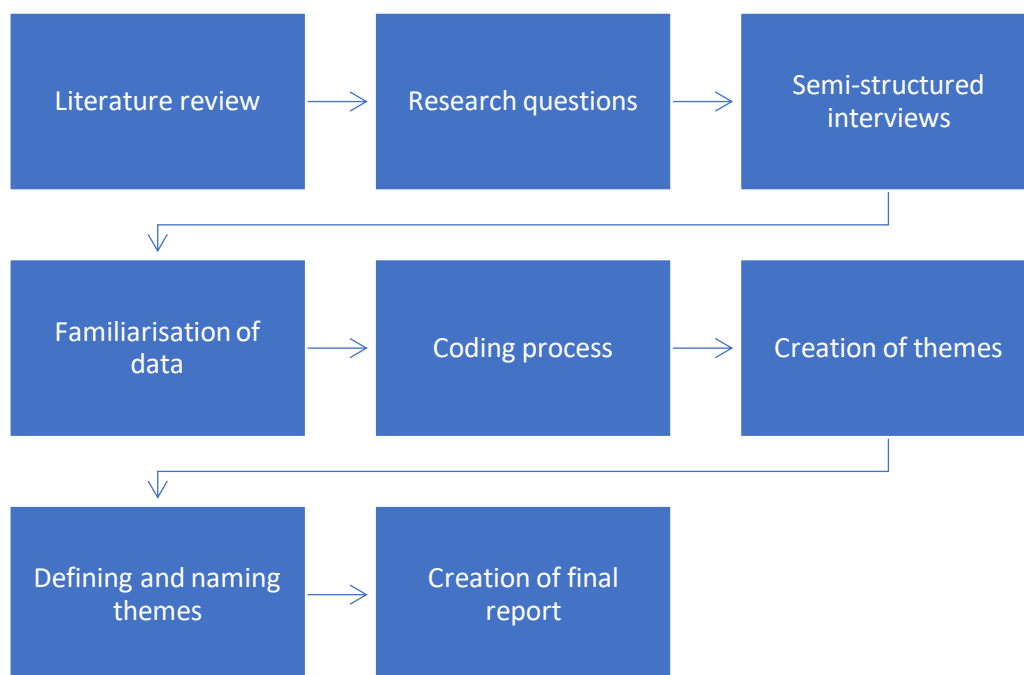 Literature review
Research questions
Semi-structured
interviews
Familiarisation of
data
Coding process
Creation of themes
Defining and naming
themes
Creation of final
report